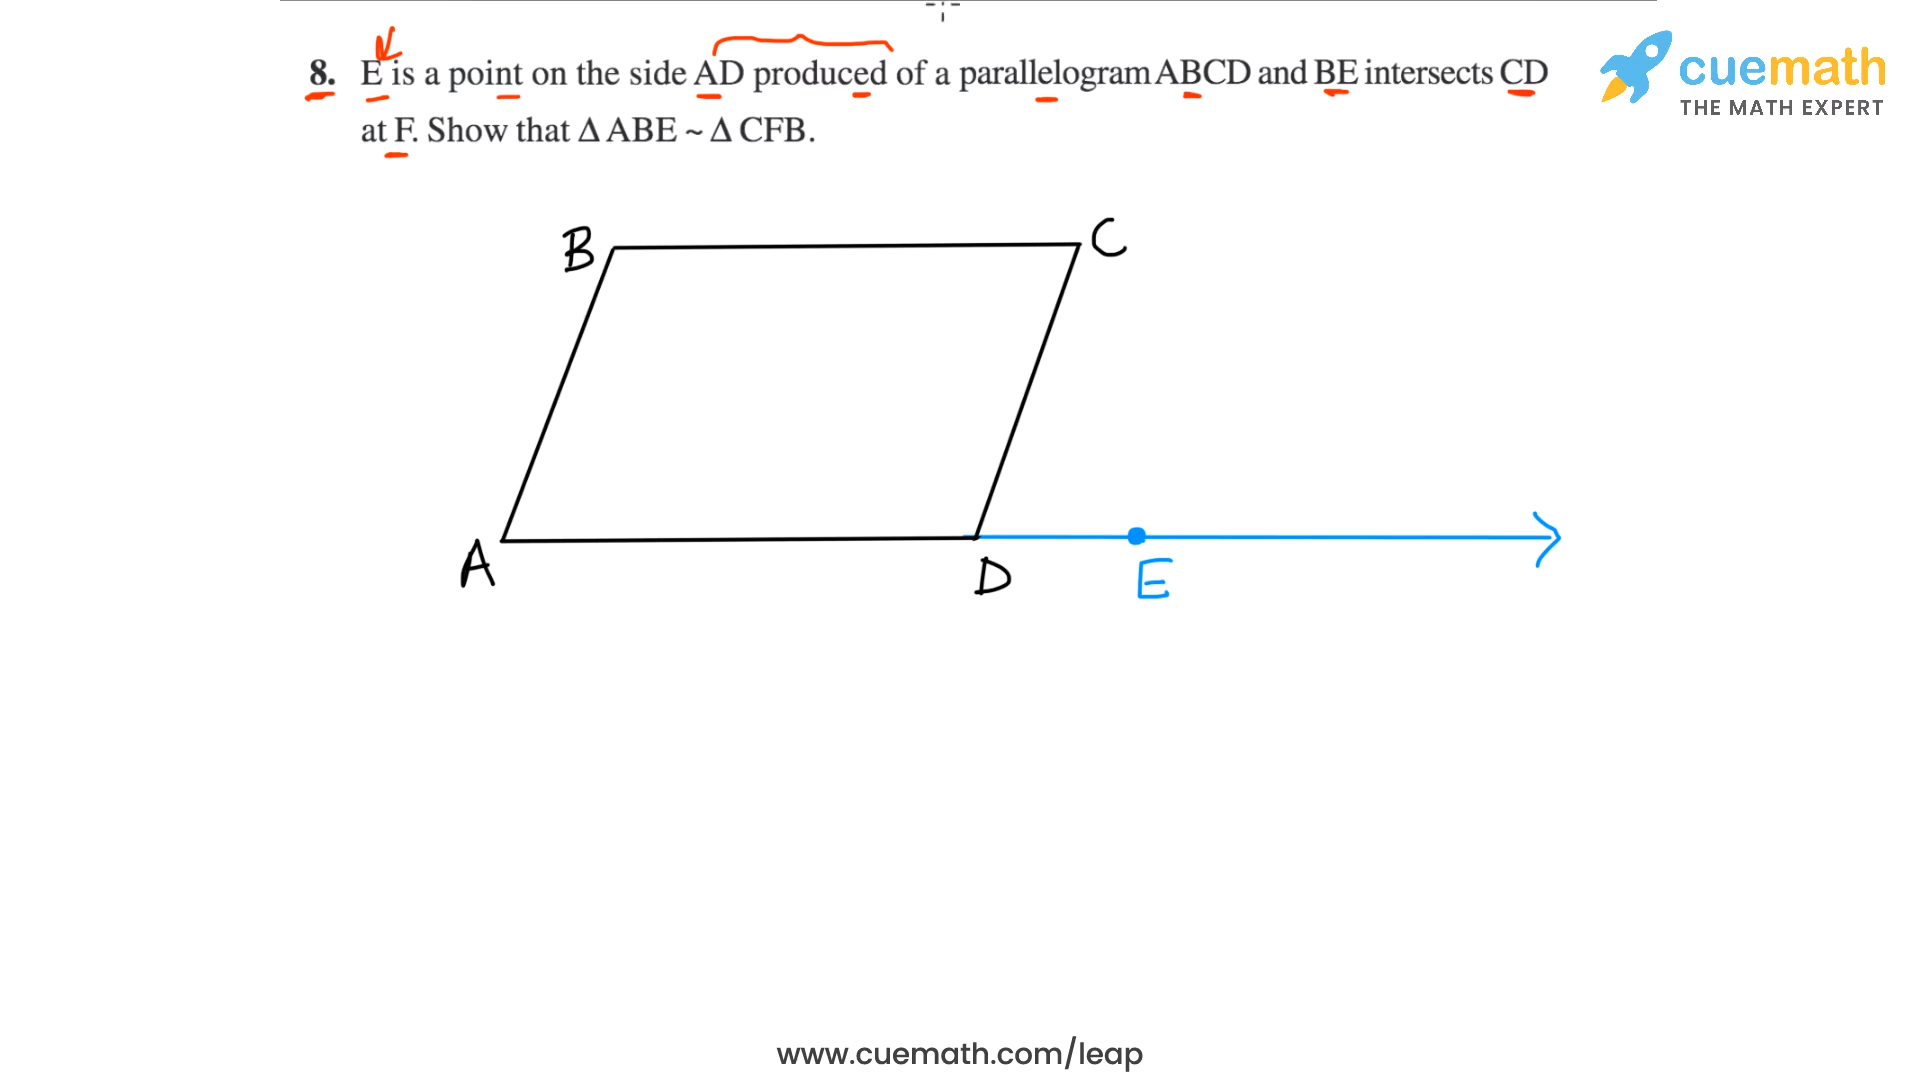 8. E is a point on the side AD produced of a parallelogram ABCD and BE intersects CD
at F. Show that Δ ABE ~ Δ CFB.
cuemath
THE MATH EXPERT
B
C
A
D
E
www.cuemath.com/leap